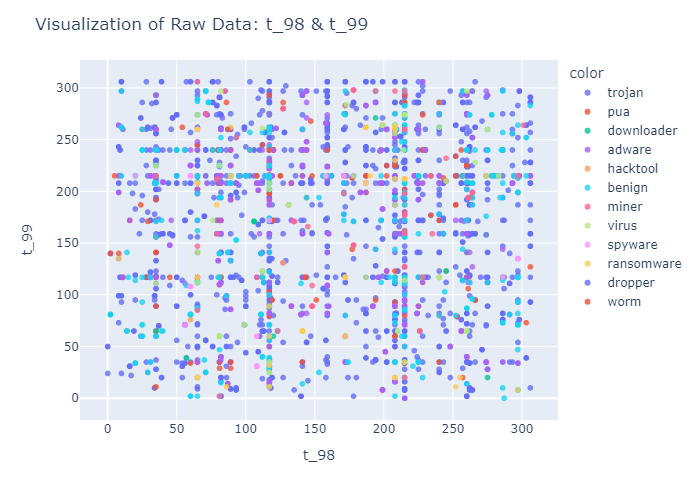 Visualization of Raw Data: t_98 & t_99
color
trojan
pua
downloader
adware
hacktool
benign
miner
virus
spyware
ransomware
dropper
worm
t_99
300
250
200
150
100
50
0
0 50 100 150 200 250 300
t_98